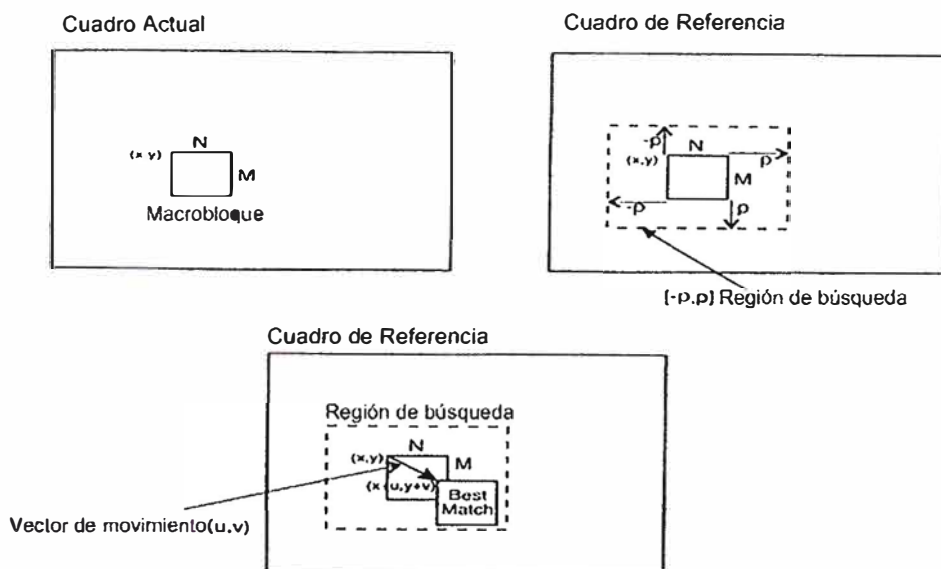 Cuadro Actual
Cuadro de Referencia
N
(x y)
M
Macrobloque
-p
N
(x,y)
p
M
-p
p
[-p,p] Región de búsqueda
Cuadro de Referencia
Región de búsqueda
N
(x,y)
M
(x+u,y+v)
Best
Match
Vector de movimiento(u,v)